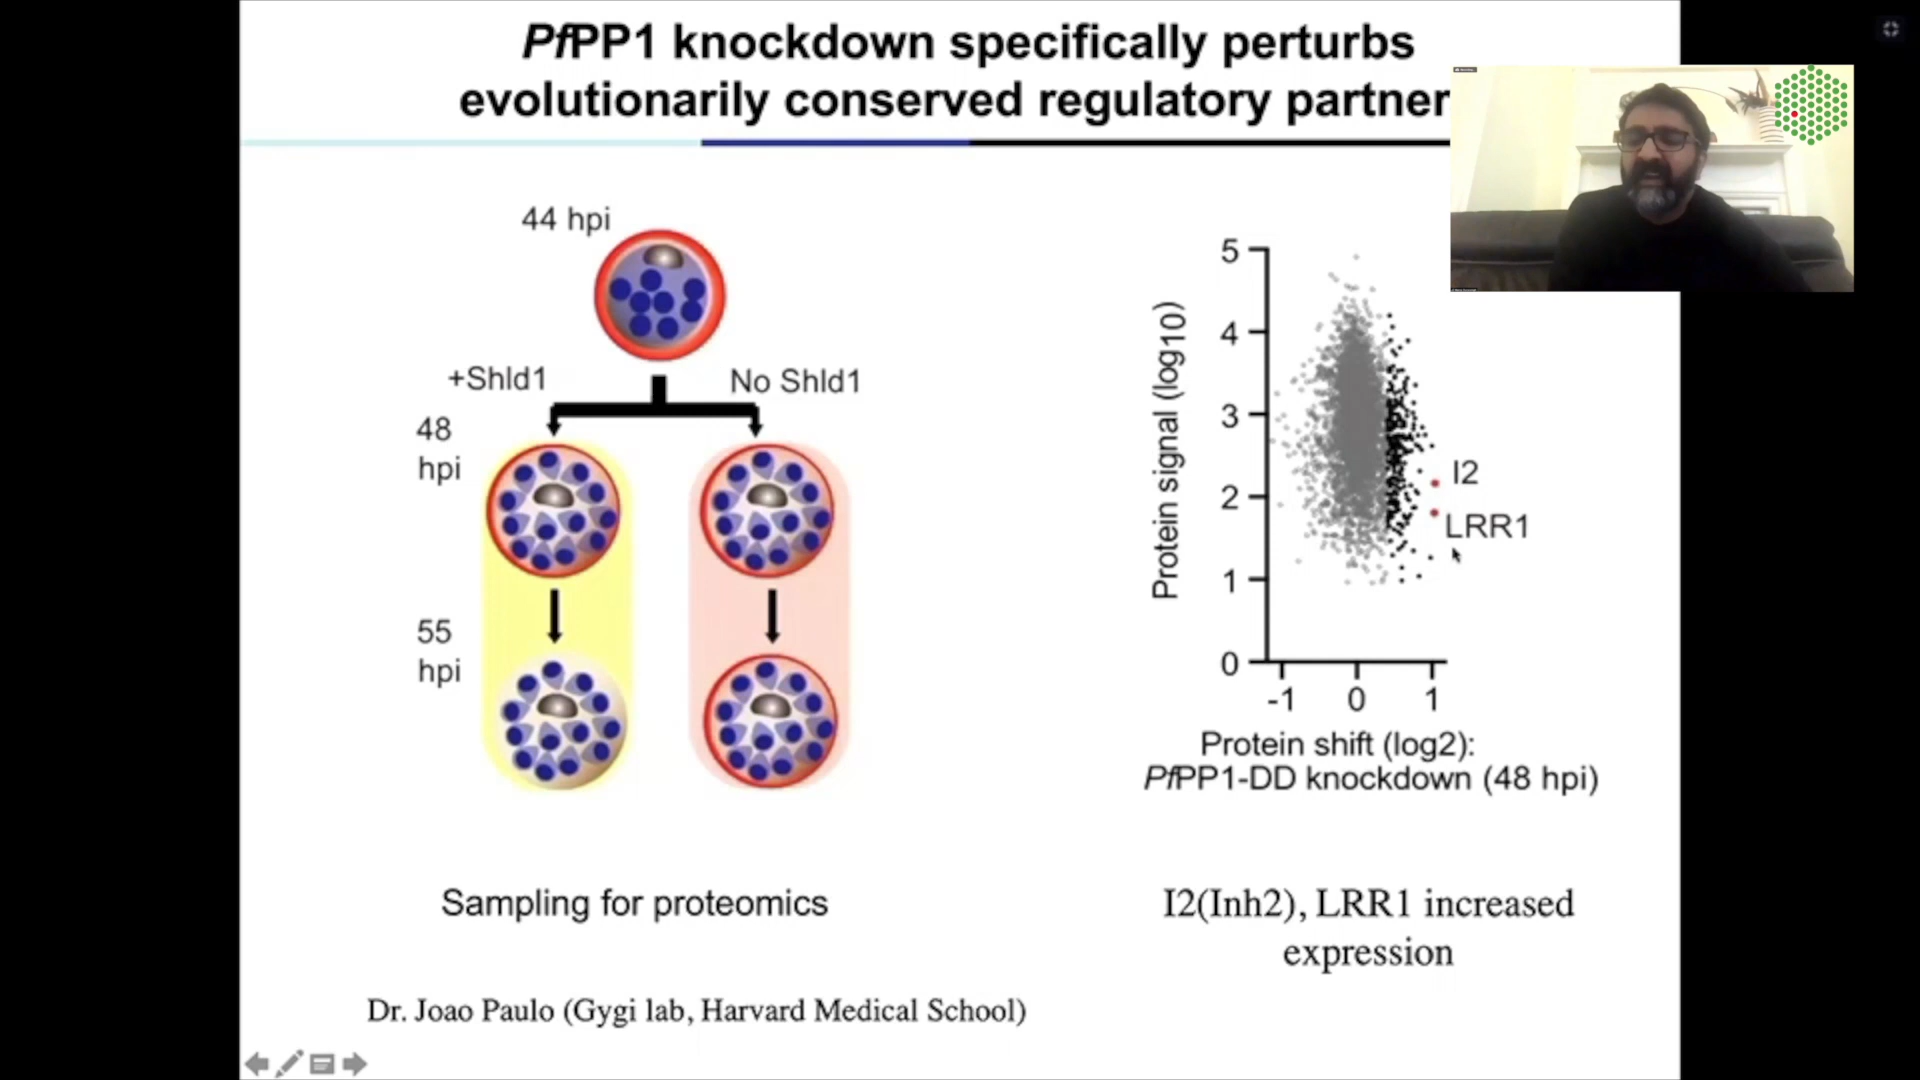 PfPP1 knockdown specifically perturbs
evolutionarily conserved regulatory partner
44 hpi
+Shld1
No Shld1
48
hpi
55
hpi
Sampling for proteomics
Dr. Joao Paulo (Gygi lab, Harvard Medical School)
5
4
3
2
1
0
Protein signal (log10)
I2
LRR1
-1 0 1
Protein shift (log2):
PfPP1-DD knockdown (48 hpi)
I2(Inh2), LRR1 increased
expression